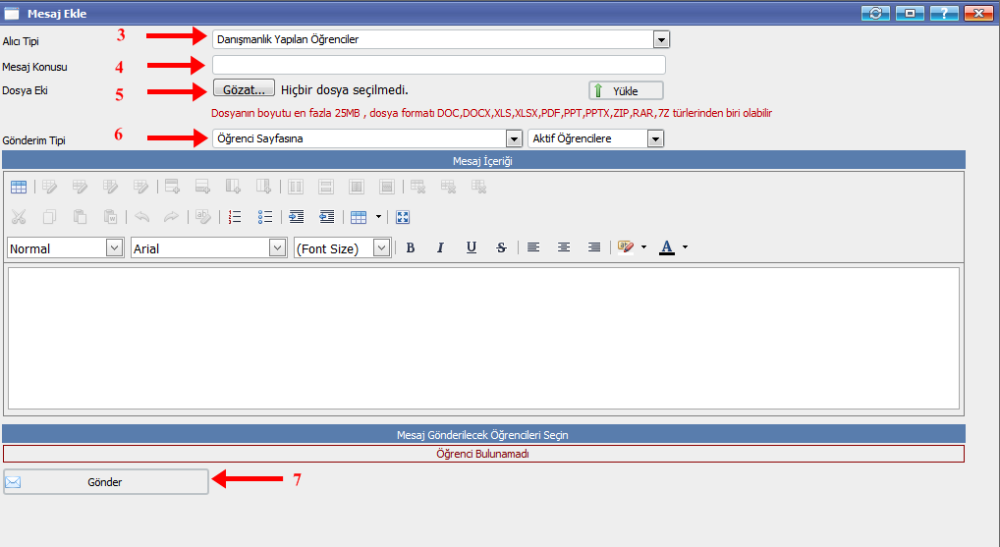 Mesaj Ekle
Alıcı Tipi 3 Danışmanlık Yapılan Öğrenciler
Mesaj Konusu 4
Dosya Eki 5 Gözat... Hiçbir dosya seçilmedi. Yükle
Dosyanın boyutu en fazla 25MB , dosya formatı DOC,DOCX,XLS,XLSX,PDF,PPT,PPTX,ZIP,RAR,7Z türlerinden biri olabilir
Gönderim Tipi 6 Öğrenci Sayfasına Aktif Öğrencilere
Mesaj İçeriği
Normal Arial (Font Size) B I U S A
Mesaj Gönderilecek Öğrencileri Seçin
Öğrenci Bulunamadı
Gönder 7